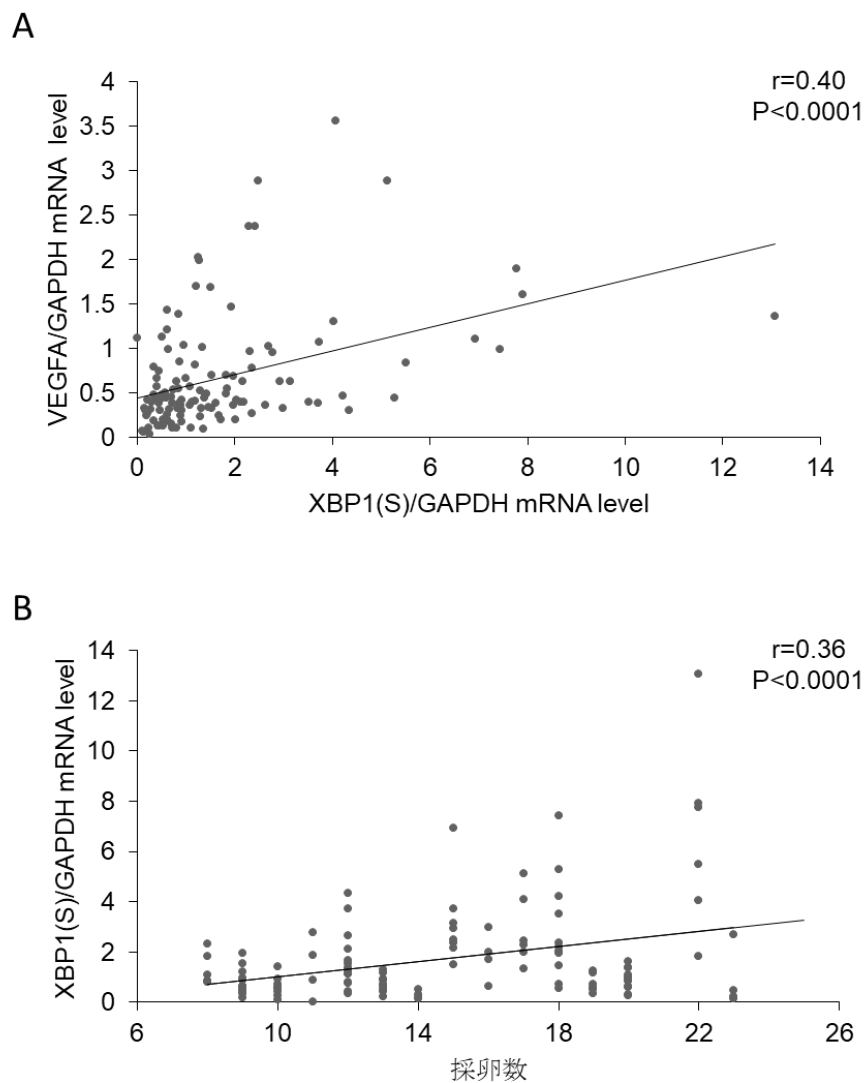 A
r=0.40
P<0.0001
VEGFA/GAPDH mRNA level
4
3.5
3
2.5
2
1.5
1
0.5
0
0 2 4 6 8 10 12 14
XBP1(S)/GAPDH mRNA level
B
r=0.36
P<0.0001
XBP1(S)/GAPDH mRNA level
14
12
10
8
6
4
2
0
6 10 14 18 22 26
採卵数